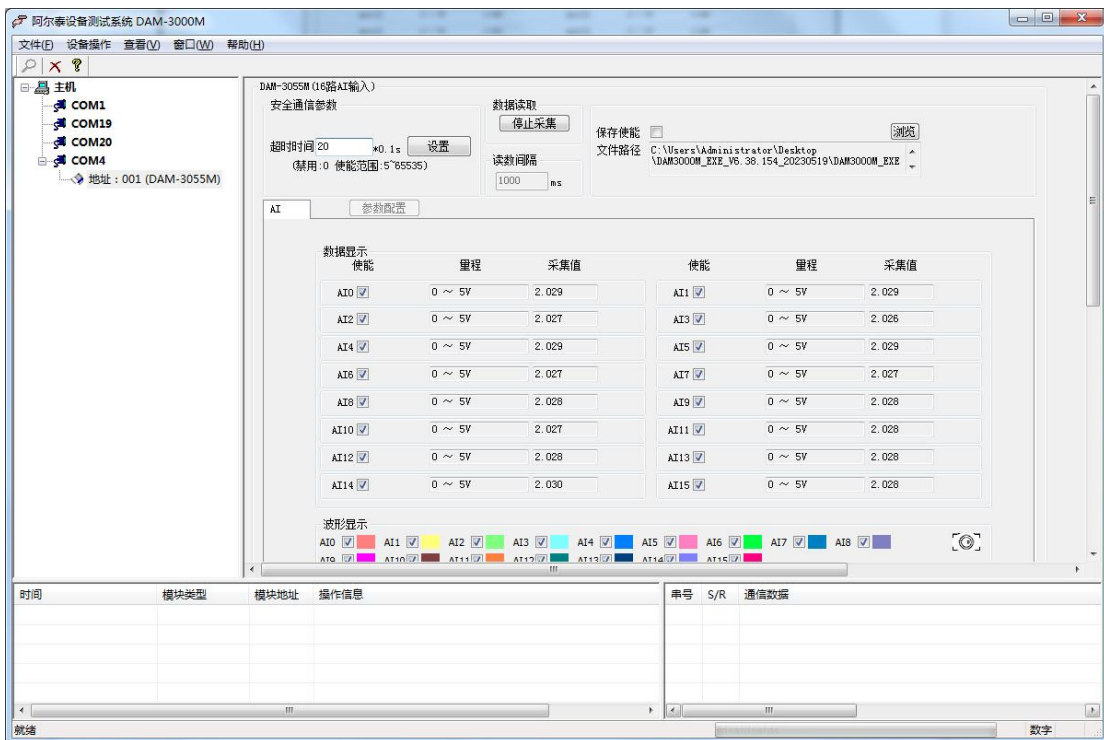 阿尔泰设备测试系统 DAM-3000M
文件(F) 设备操作 查看(V) 窗口(W) 帮助(H)
主机
COM1
COM19
COM20
COM4
地址：001 (DAM-3055M)
DAM-3055M(16路AI输入)
安全通信参数
超时时间 20 *0.1s 设置
(禁用:0 使能范围:5~65535)
数据读取
停止采集
读数间隔
1000 ms
保存使能 浏览
文件路径 C:\Users\Administrator\Desktop
\DAM3000M_EXE_V6.38.154_20230519\DAM3000M_EXE
AI 参数配置
数据显示
使能 量程 采集值 使能 量程 采集值
AI0 0 ～ 5V 2.029 AI1 0 ～ 5V 2.029
AI2 0 ～ 5V 2.027 AI3 0 ～ 5V 2.026
AI4 0 ～ 5V 2.029 AI5 0 ～ 5V 2.029
AI6 0 ～ 5V 2.027 AI7 0 ～ 5V 2.027
AI8 0 ～ 5V 2.028 AI9 0 ～ 5V 2.028
AI10 0 ～ 5V 2.027 AI11 0 ～ 5V 2.028
AI12 0 ～ 5V 2.028 AI13 0 ～ 5V 2.028
AI14 0 ～ 5V 2.030 AI15 0 ～ 5V 2.028
波形显示
AI0 AI1 AI2 AI3 AI4 AI5 AI6 AI7 AI8
AI9 AI10 AI11 AI12 AI13 AI14 AI15
时间 模块类型 模块地址 操作信息 串号 S/R 通信数据
就绪 数字